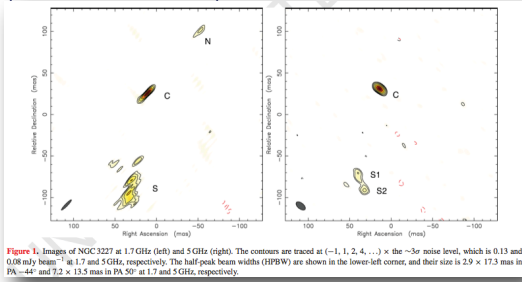 100
50
0
−50
−100
Relative Declination (mas)
N
C
S
100
50
0
−50
−100
Right Ascension (mas)
100
50
0
−50
−100
Relative Declination (mas)
C
S1
S2
100
50
0
−50
−100
Right Ascension (mas)
Figure 1. Images of NGC 3227 at 1.7 GHz (left) and 5 GHz (right). The contours are traced at (−1, 1, 2, 4, …) × the ~3σ noise level, which is 0.13 and
0.08 mJy beam−1 at 1.7 and 5 GHz, respectively. The half-peak beam widths (HPBW) are shown in the lower-left corner, and their size is 2.9 × 17.3 mas in
PA −44° and 7.2 × 13.5 mas in PA 50° at 1.7 and 5 GHz, respectively.